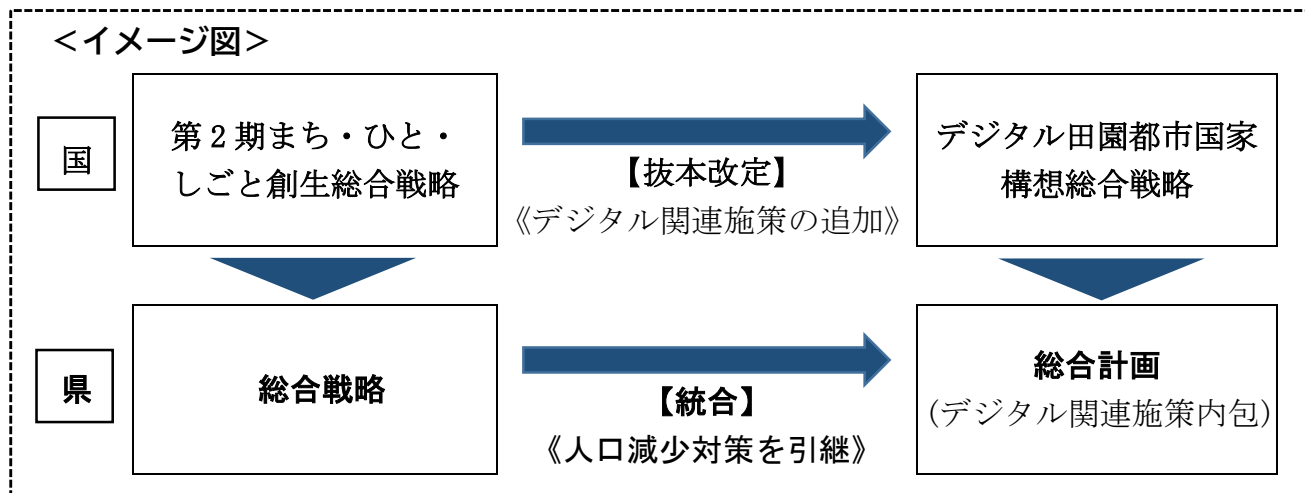 <イメージ図>
国
第2期まち・ひと・
しごと創生総合戦略
【抜本改定】
《デジタル関連施策の追加》
デジタル田園都市国家
構想総合戦略
県
総合戦略
【統合】
《人口減少対策を引継》
総合計画
(デジタル関連施策内包)